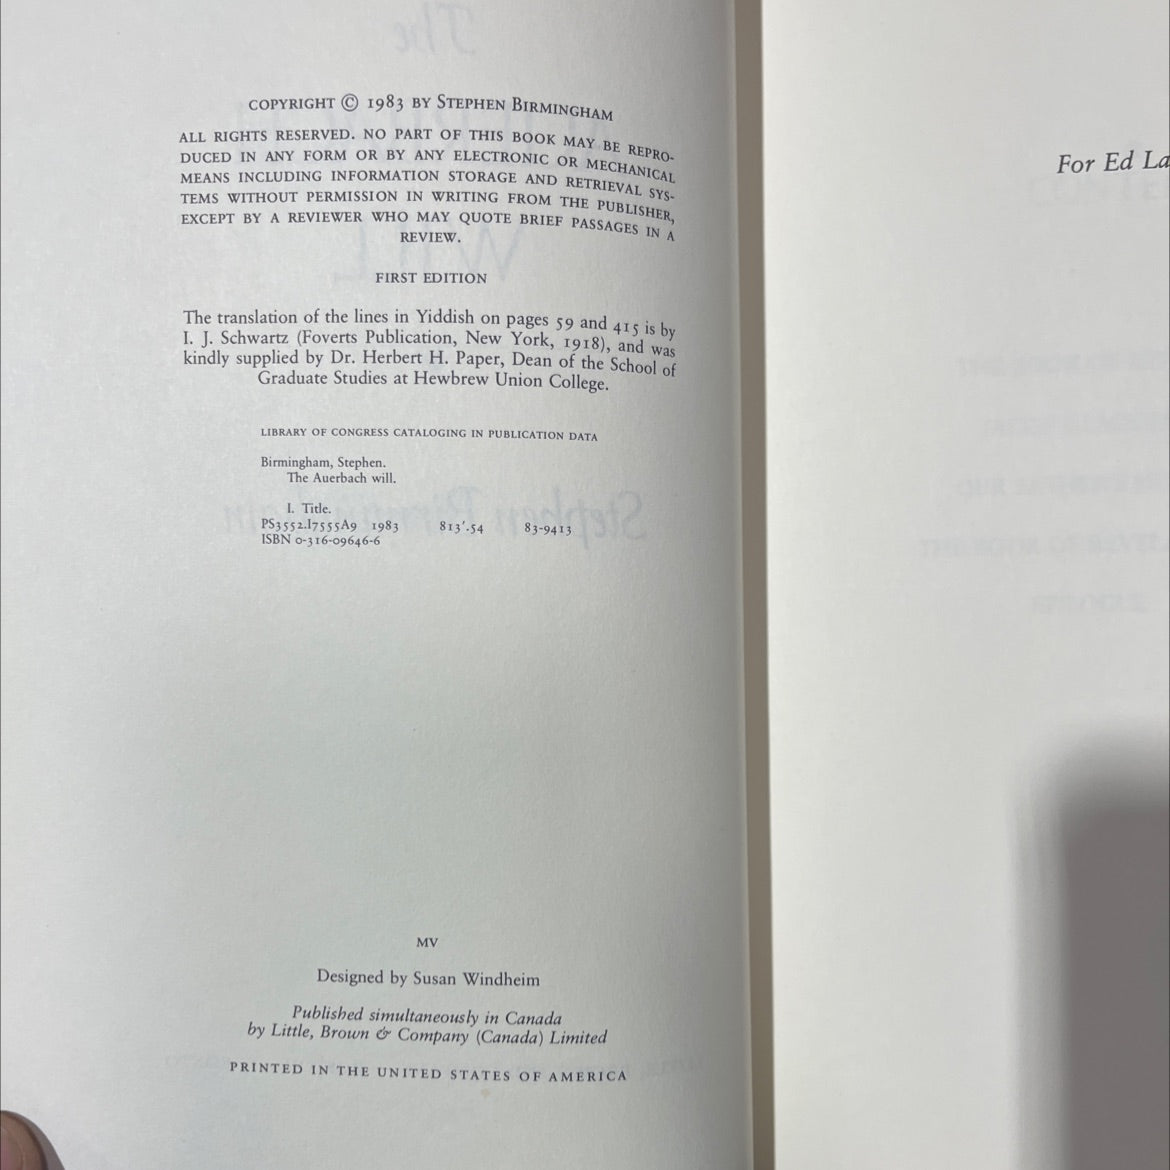 COPYRIGHT © 1983 BY STEPHEN BIRMINGHAM
ALL RIGHTS RESERVED. NO PART OF THIS BOOK MAY BE REPRO-
DUCED IN ANY FORM OR BY ANY ELECTRONIC OR MECHANICAL
MEANS INCLUDING INFORMATION STORAGE AND RETRIEVAL SYS-
TEMS WITHOUT PERMISSION IN WRITING FROM THE PUBLISHER,
EXCEPT BY A REVIEWER WHO MAY QUOTE BRIEF PASSAGES IN A
REVIEW.
FIRST EDITION
The translation of the lines in Yiddish on pages 59 and 415 is by
I. J. Schwartz (Foverts Publication, New York, 1918), and was
kindly supplied by Dr. Herbert H. Paper, Dean of the School of
Graduate Studies at Hewbrew Union College.
LIBRARY OF CONGRESS CATALOGING IN PUBLICATION DATA
Birmingham, Stephen.
The Auerbach will.
I. Title.
PS3552.I7555A9 1983 813'.54 83-9413
ISBN 0-316-09646-6
MV
Designed by Susan Windheim
Published simultaneously in Canada
by Little, Brown & Company (Canada) Limited
PRINTED IN THE UNITED STATES OF AMERICA
For Ed La